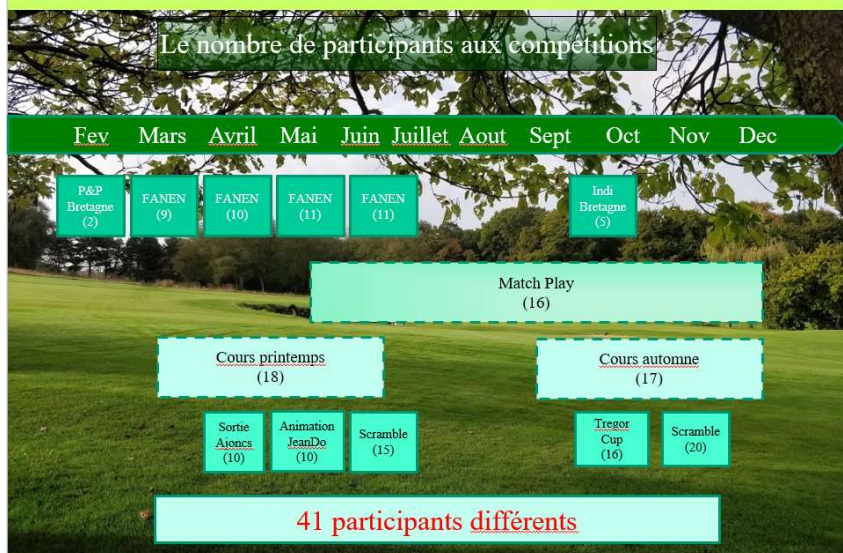 Le nombre de participants aux compétitions
Fev Mars Avril Mai Juin Juillet Aout Sept Oct Nov Dec
P&P
Bretagne
(2)
FANEN
(9)
FANEN
(10)
FANEN
(11)
FANEN
(11)
Indi
Bretagne
(5)
Match Play
(16)
Cours printemps
(18)
Cours automne
(17)
Sortie
Ajoncs
(10)
Animation
JeanDo
(10)
Scramble
(15)
Tregor
Cup
(16)
Scramble
(20)
41 participants différents